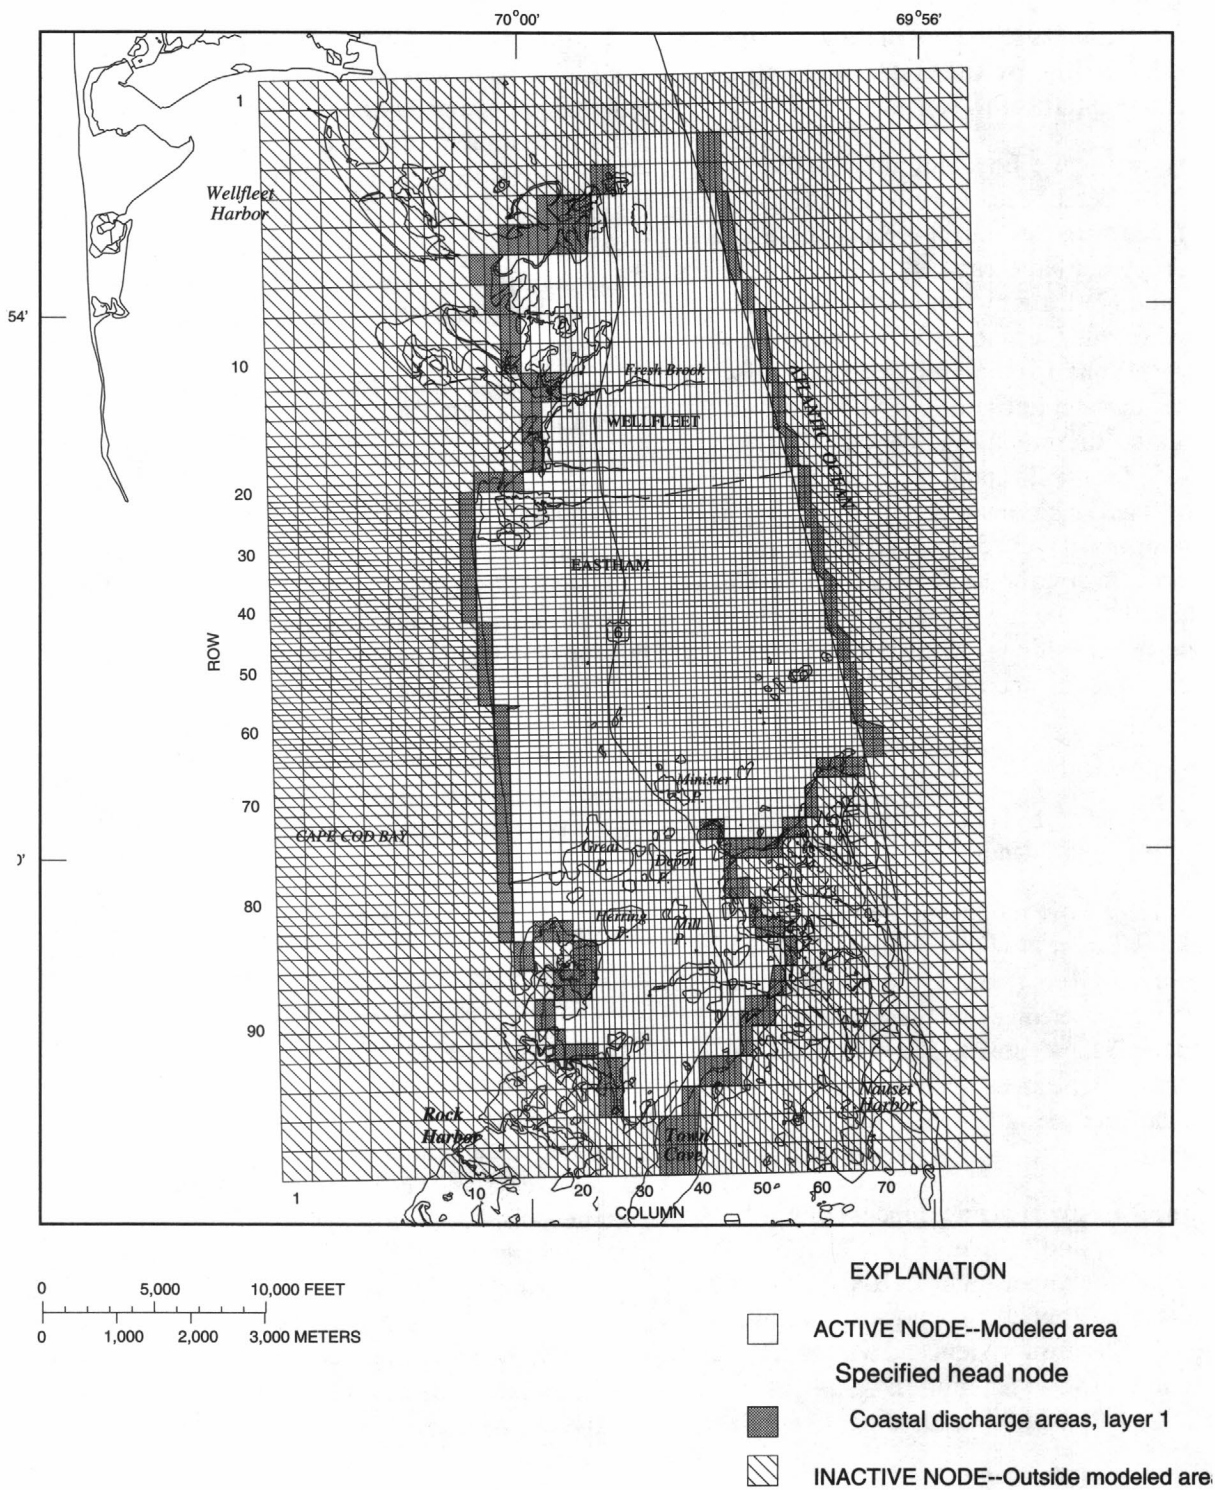 70°00'
69°56'
1
Wellfleet
Harbor
54'
10
Fresh Brook
ATLANTIC OCEAN
WELLFLEET
20
30
EASTHAM
40
6
ROW
50
60
Minister
P.
70
CAPE COD BAY
Great
P.
Depot
P.
0'
80
Herring
P.
Mill
P.
90
Nauset
Harbor
Rock
Harbor
Town
Cove
1
10
20
30
40
50
60
70
COLUMN
EXPLANATION
0 5,000 10,000 FEET
0 1,000 2,000 3,000 METERS
ACTIVE NODE--Modeled area
Specified head node
Coastal discharge areas, layer 1
INACTIVE NODE--Outside modeled area